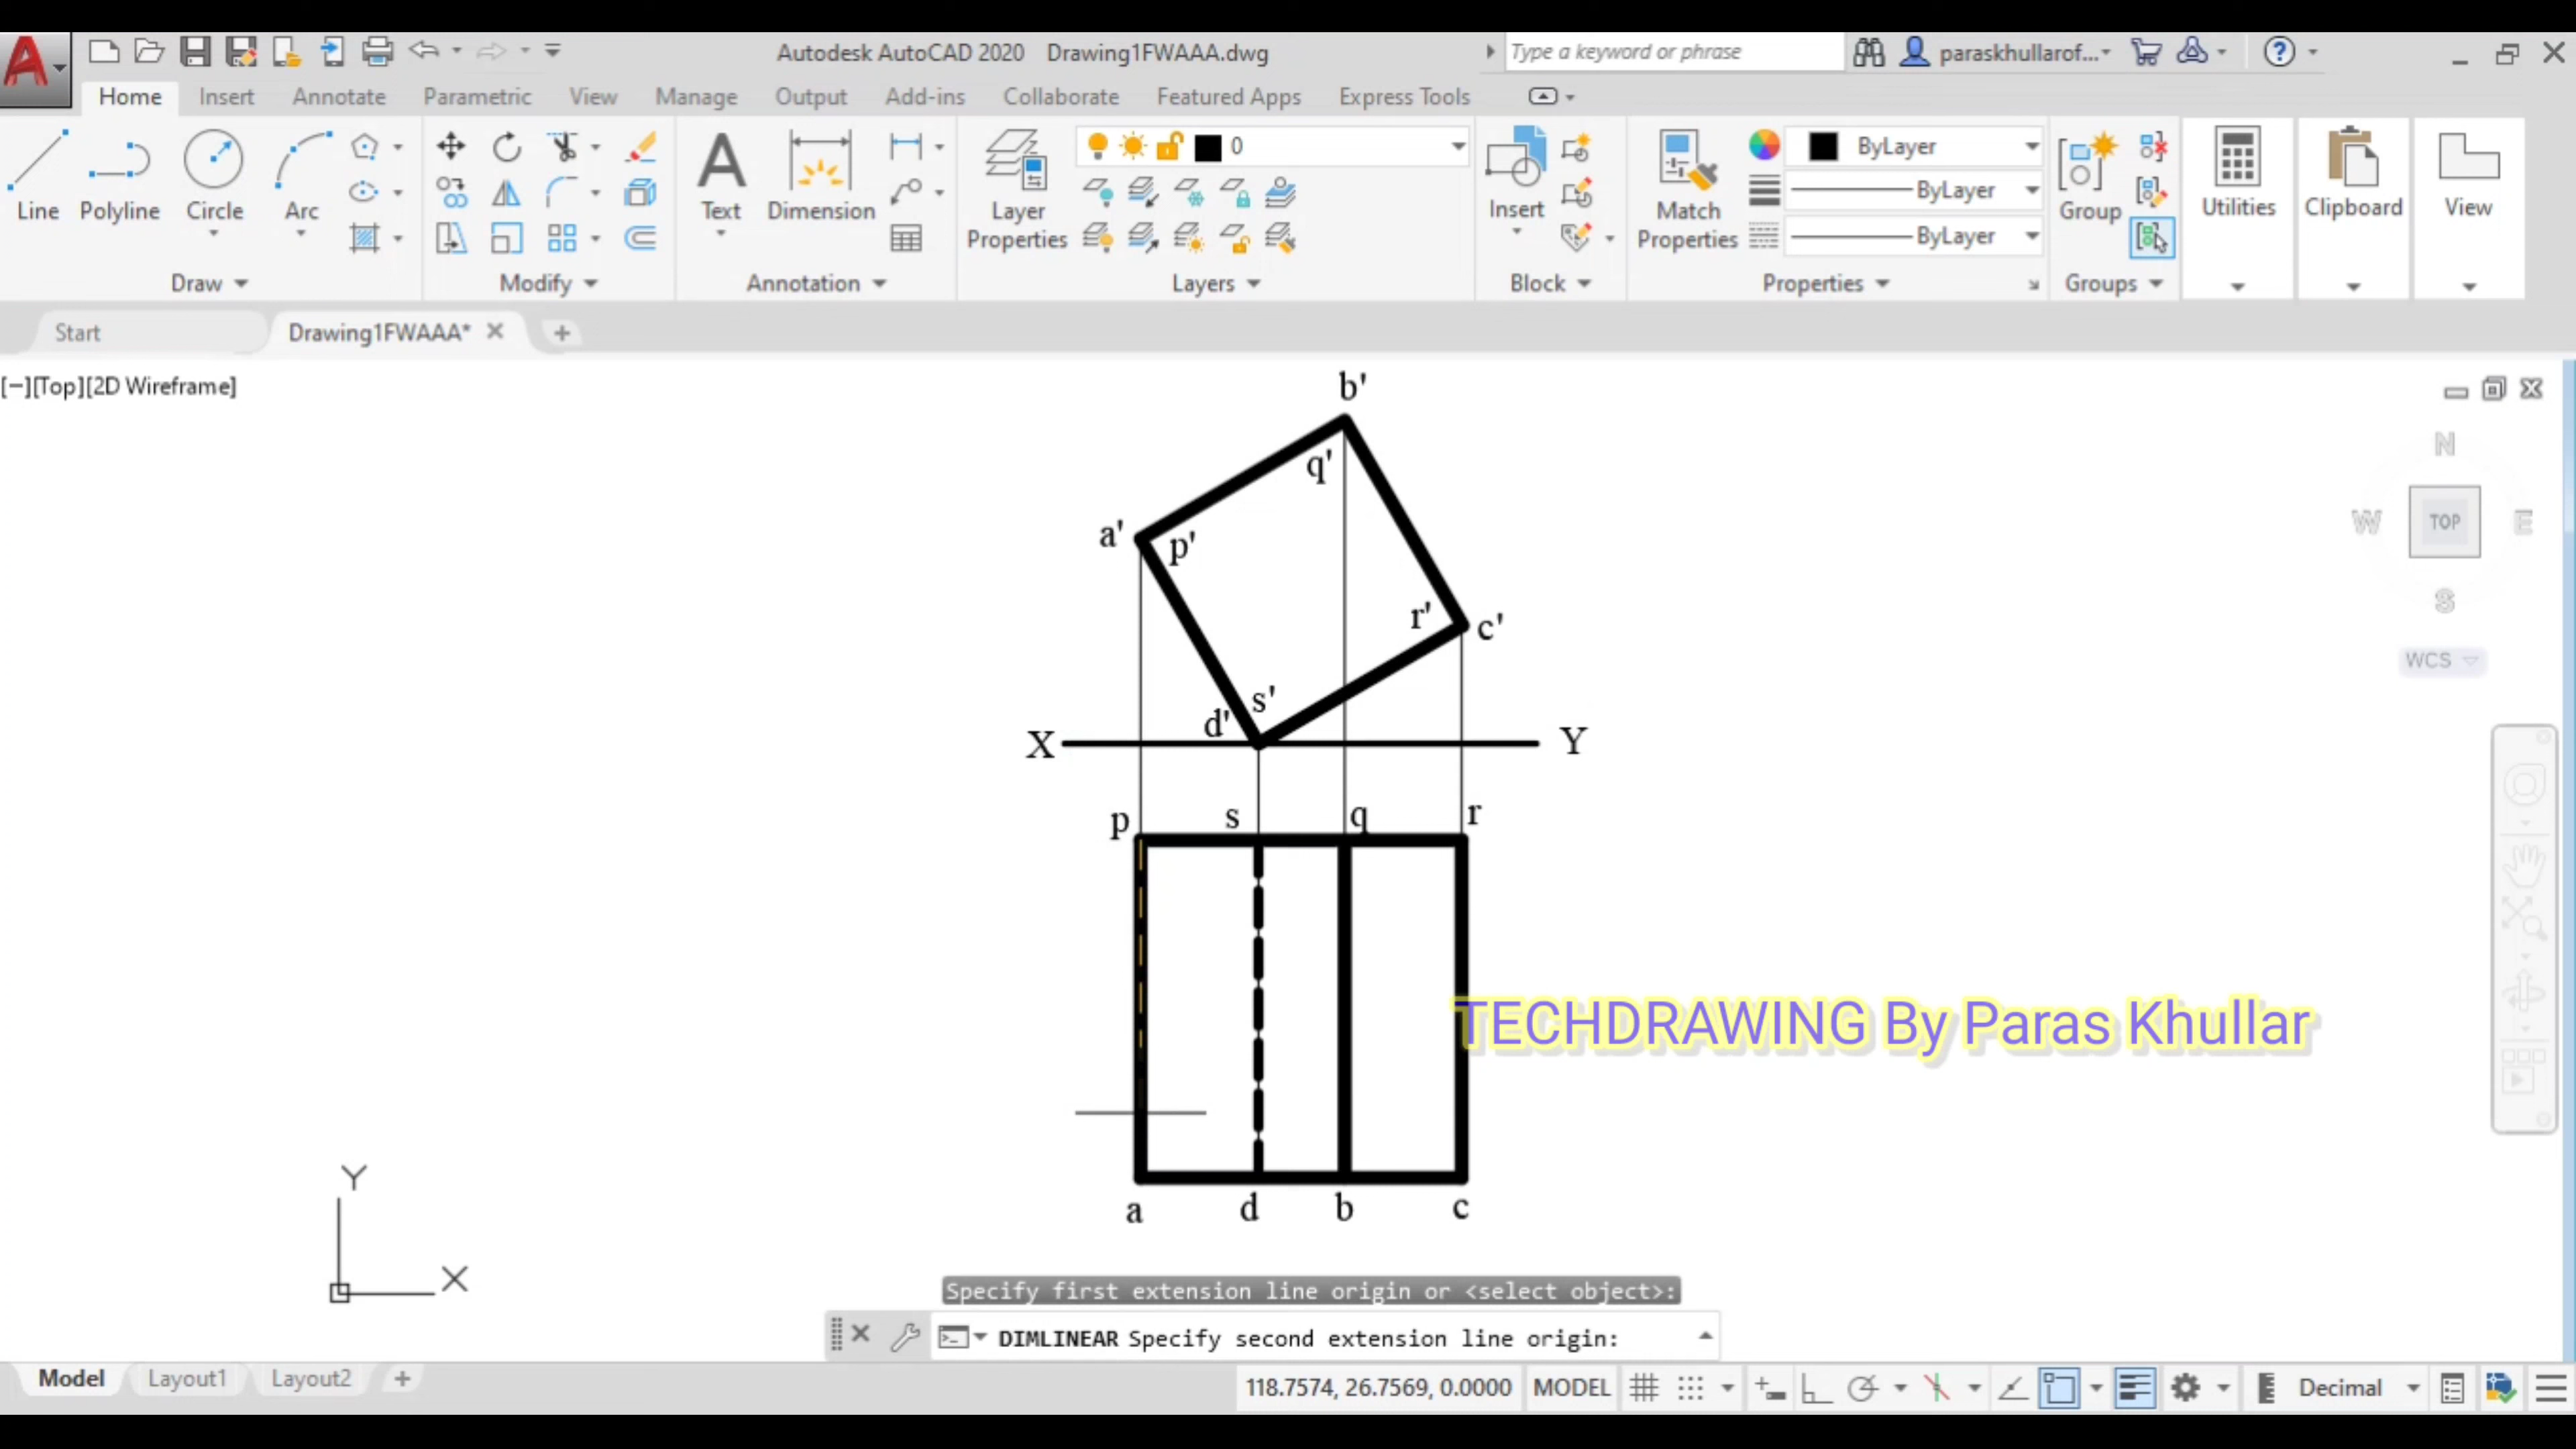 Autodesk AutoCAD 2020 Drawing1FWAAA.dwg
Type a keyword or phrase
paraskhullarof...
Home Insert Annotate Parametric View Manage Output Add-ins Collaborate Featured Apps Express Tools
0
ByLayer
ByLayer
ByLayer
Line Polyline Circle Arc
Text Dimension
Layer Properties
Insert
Match Properties
Group
Utilities Clipboard View
Draw Modify Annotation Layers Block Properties Groups
Start Drawing1FWAAA*
[−][Top][2D Wireframe]
N
W TOP E
S
WCS
b'
q'
a'
p'
r'
c'
s'
d'
X Y
p s q r
TECHDRAWING By Paras Khullar
a d b c
Y
X
Specify first extension line origin or <select object>:
DIMLINEAR Specify second extension line origin:
Model Layout1 Layout2
118.7574, 26.7569, 0.0000 MODEL
Decimal